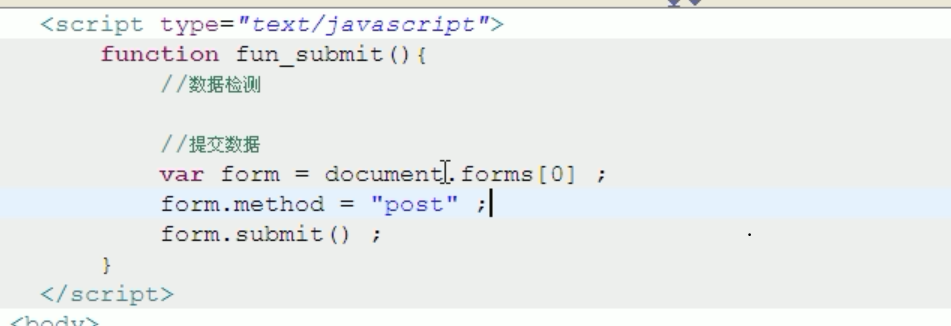 <script type="text/javascript">
function fun_submit(){
//数据检测
//提交数据
var form = document.forms[0] ;
form.method = "post" ;
form.submit() ;
}
</script>
<body>